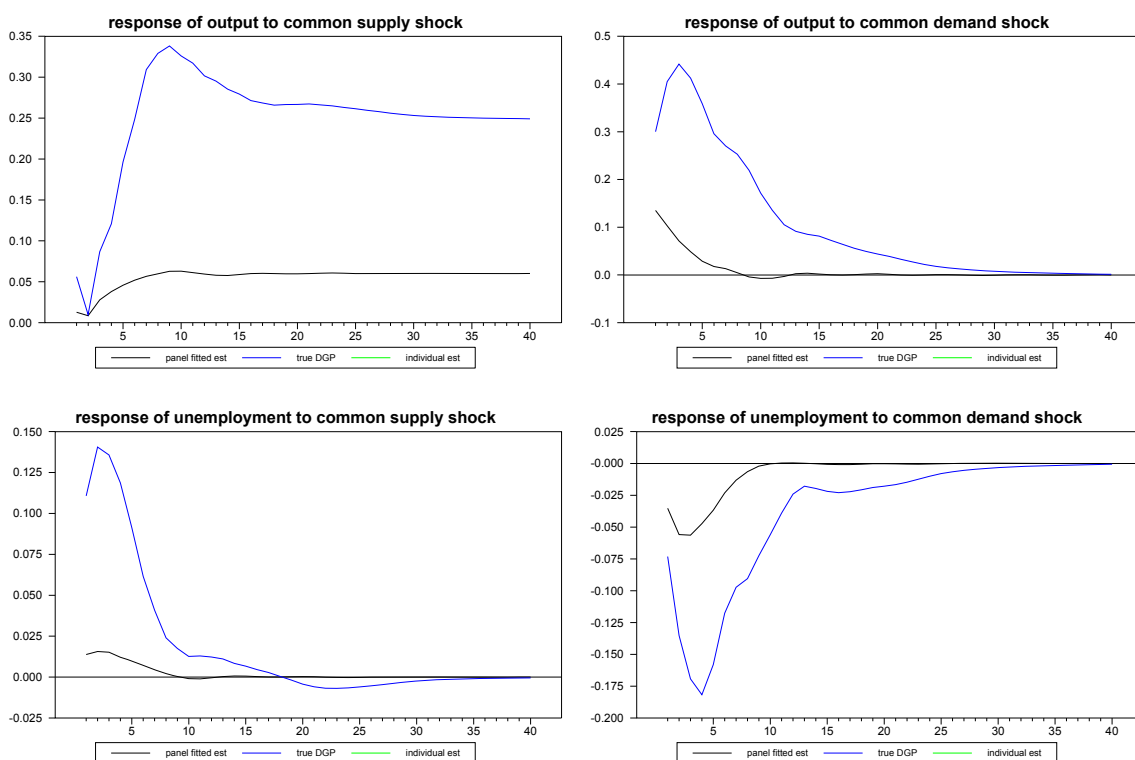 response of output to common supply shock
0.35
0.30
0.25
0.20
0.15
0.10
0.05
0.00
5 10 15 20 25 30 35 40
panel fitted est true DGP individual est
response of output to common demand shock
0.5
0.4
0.3
0.2
0.1
0.0
-0.1
5 10 15 20 25 30 35 40
panel fitted est true DGP individual est
response of unemployment to common supply shock
0.150
0.125
0.100
0.075
0.050
0.025
0.000
-0.025
5 10 15 20 25 30 35 40
panel fitted est true DGP individual est
response of unemployment to common demand shock
0.025
-0.000
-0.025
-0.050
-0.075
-0.100
-0.125
-0.150
-0.175
-0.200
5 10 15 20 25 30 35 40
panel fitted est true DGP individual est